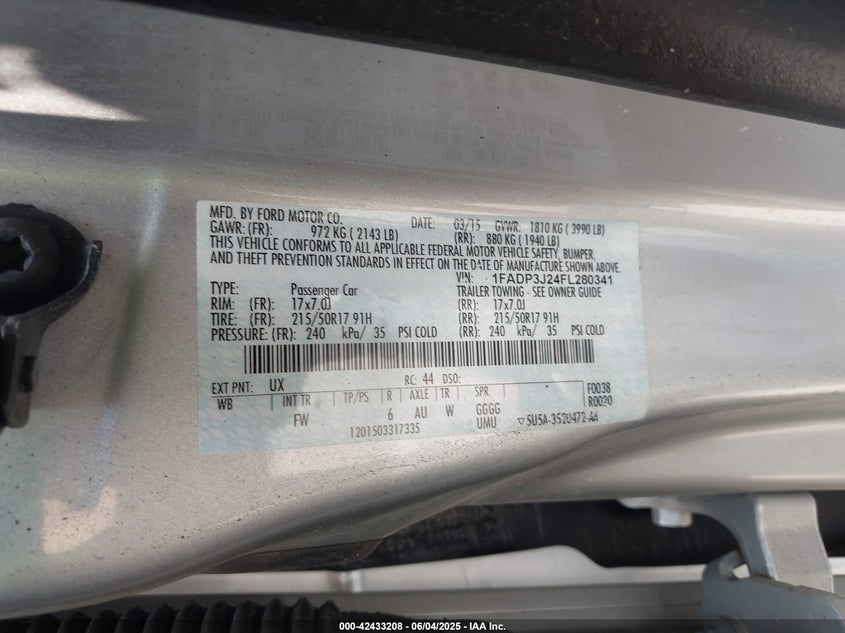 MFD. BY FORD MOTOR CO. DATE: 03/15 GVWR: 1810 KG ( 3990 LB)
GAWR: (FR): 972 KG ( 2143 LB) (RR): 880 KG ( 1940 LB)
THIS VEHICLE CONFORMS TO ALL APPLICABLE FEDERAL MOTOR VEHICLE SAFETY, BUMPER,
AND THEFT PREVENTION STANDARDS IN EFFECT ON THE DATE OF MANUFACTURE SHOWN ABOVE.
VIN: 1FADP3J24FL280341
TYPE: Passenger Car TRAILER TOWING - SEE OWNER GUIDE
RIM: (FR): 17x7.0J (RR): 17x7.0J
TIRE: (FR): 215/50R17 91H (RR): 215/50R17 91H
PRESSURE: (FR): 240 kPa/ 35 PSI COLD (RR): 240 kPa/ 35 PSI COLD
EXT PNT: UX RC: 44 DSO: F0038
WB INT TR TP/PS R AXLE TR SPR R0020
FW 6 AU W GGGG
1201503317335 UMU ▽5U5A-3520472-AA
000-42433208 | 06/04/2025 - IAA Inc.